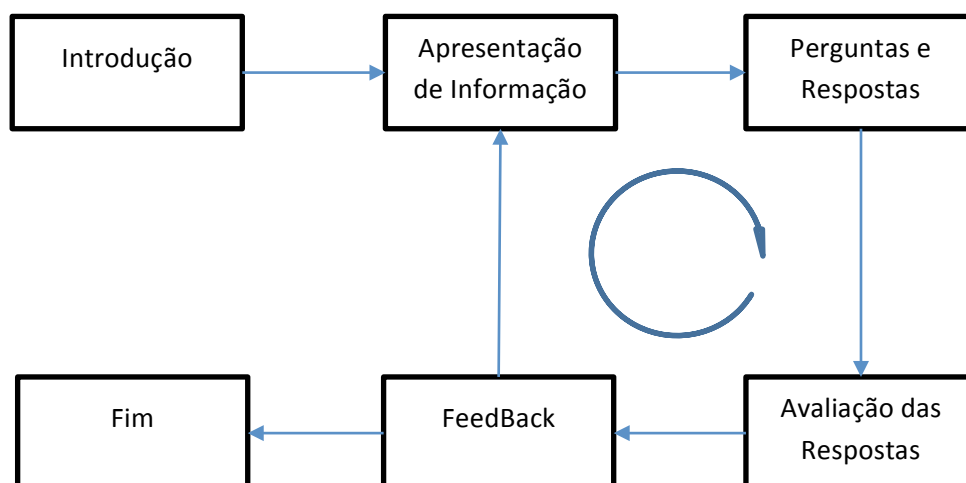 Introdução
Apresentação
de Informação
Perguntas e
Respostas
Fim
FeedBack
Avaliação das
Respostas